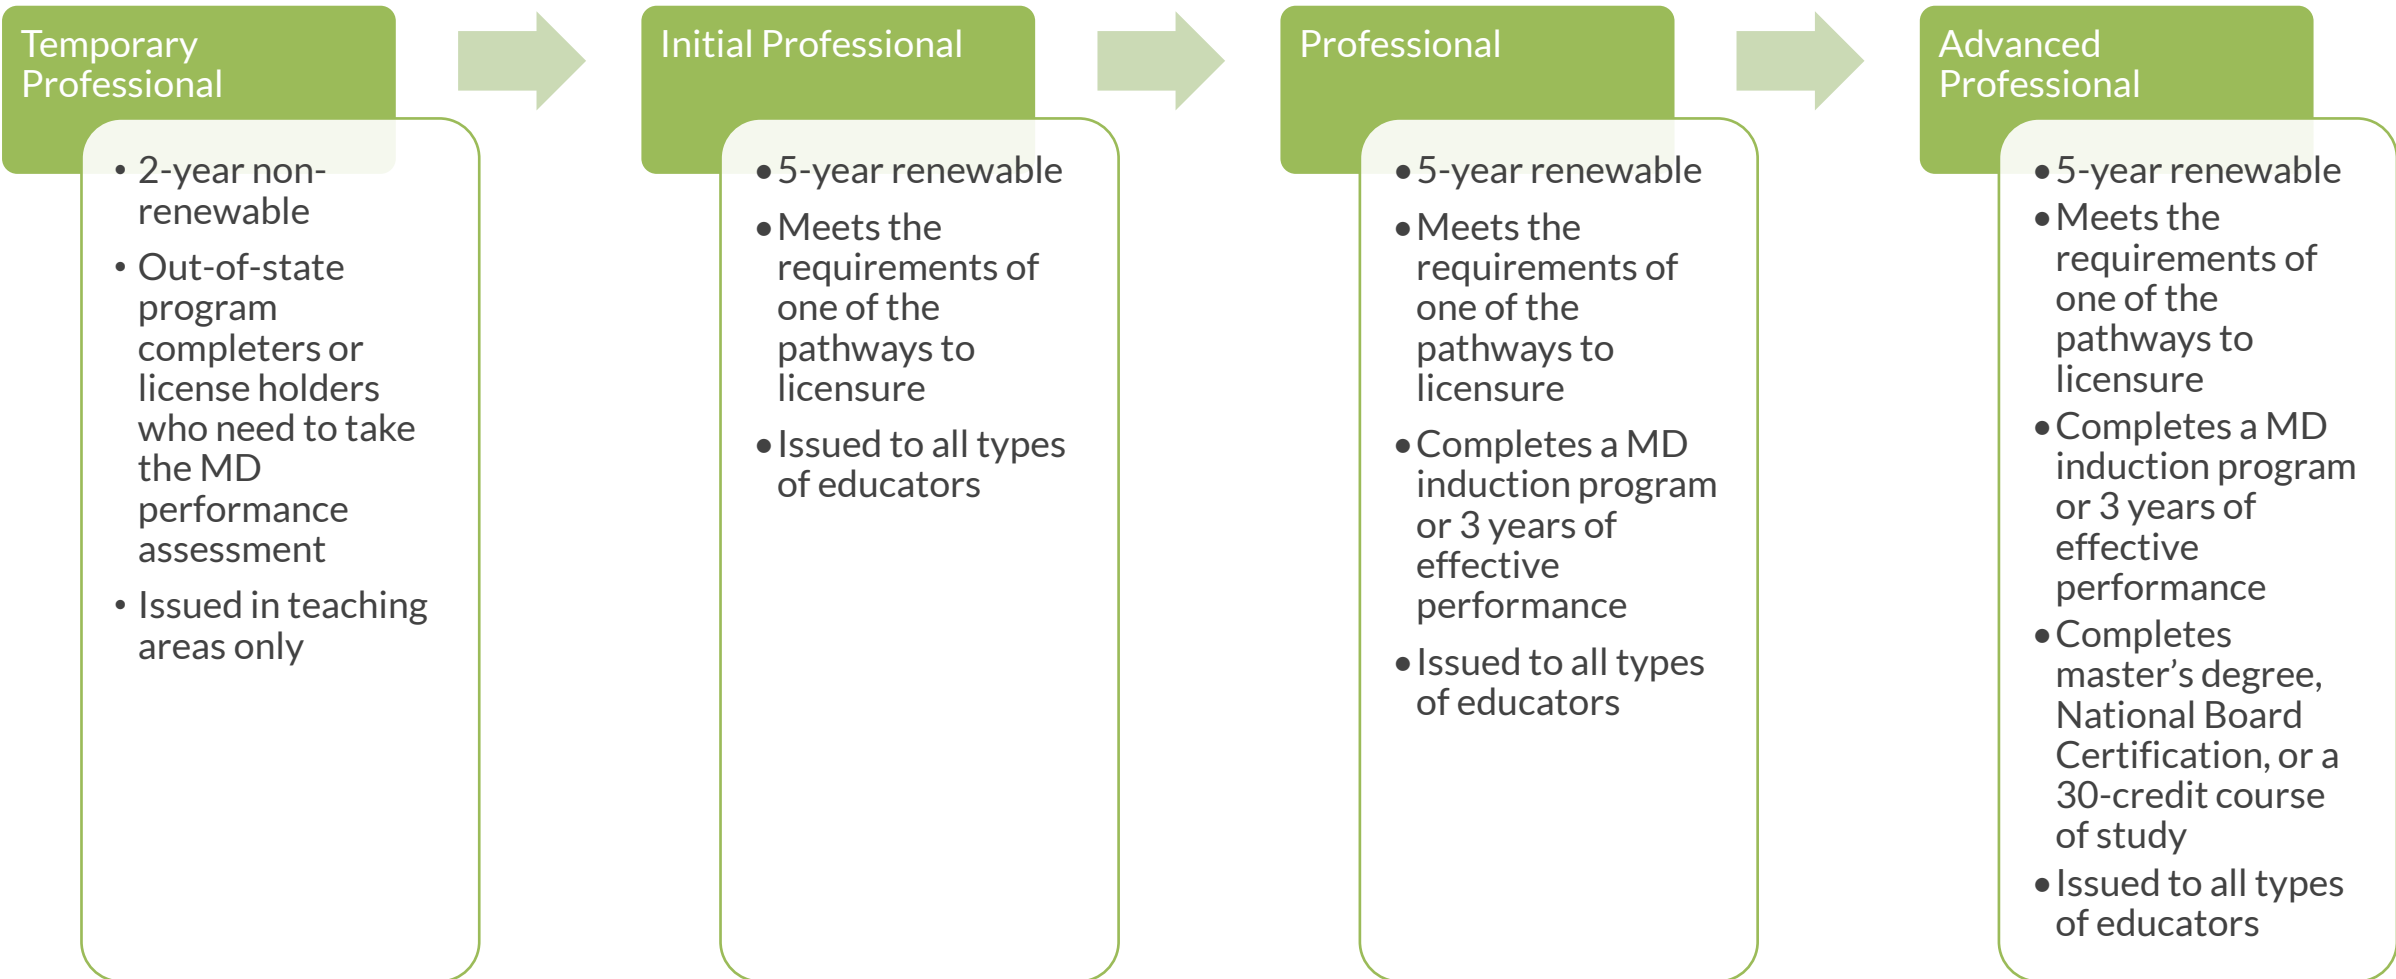 Temporary
Professional
• 2-year non-
renewable
• Out-of-state
program
completers or
license holders
who need to take
the MD
performance
assessment
• Issued in teaching
areas only
Initial Professional
•5-year renewable
•Meets the
requirements of
one of the
pathways to
licensure
•Issued to all types
of educators
Professional
•5-year renewable
•Meets the
requirements of
one of the
pathways to
licensure
•Completes a MD
induction program
or 3 years of
effective
performance
•Issued to all types
of educators
Advanced
Professional
•5-year renewable
•Meets the
requirements of
one of the
pathways to
licensure
•Completes a MD
induction program
or 3 years of
effective
performance
•Completes
master’s degree,
National Board
Certification, or a
30-credit course
of study
•Issued to all types
of educators